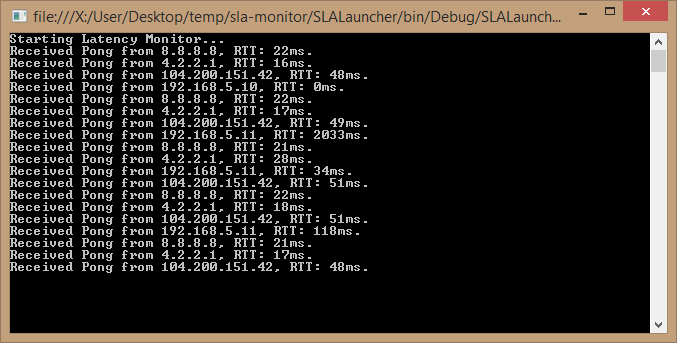 file:///X:/User/Desktop/temp/sla-monitor/SLALauncher/bin/Debug/SLALaunch...
Starting Latency Monitor...
Received Pong from 8.8.8.8, RTT: 22ms.
Received Pong from 4.2.2.1, RTT: 16ms.
Received Pong from 104.200.151.42, RTT: 48ms.
Received Pong from 192.168.5.10, RTT: 0ms.
Received Pong from 8.8.8.8, RTT: 22ms.
Received Pong from 4.2.2.1, RTT: 17ms.
Received Pong from 104.200.151.42, RTT: 49ms.
Received Pong from 192.168.5.11, RTT: 2033ms.
Received Pong from 8.8.8.8, RTT: 21ms.
Received Pong from 4.2.2.1, RTT: 28ms.
Received Pong from 192.168.5.11, RTT: 34ms.
Received Pong from 104.200.151.42, RTT: 51ms.
Received Pong from 8.8.8.8, RTT: 22ms.
Received Pong from 4.2.2.1, RTT: 18ms.
Received Pong from 104.200.151.42, RTT: 51ms.
Received Pong from 192.168.5.11, RTT: 118ms.
Received Pong from 8.8.8.8, RTT: 21ms.
Received Pong from 4.2.2.1, RTT: 17ms.
Received Pong from 104.200.151.42, RTT: 48ms.